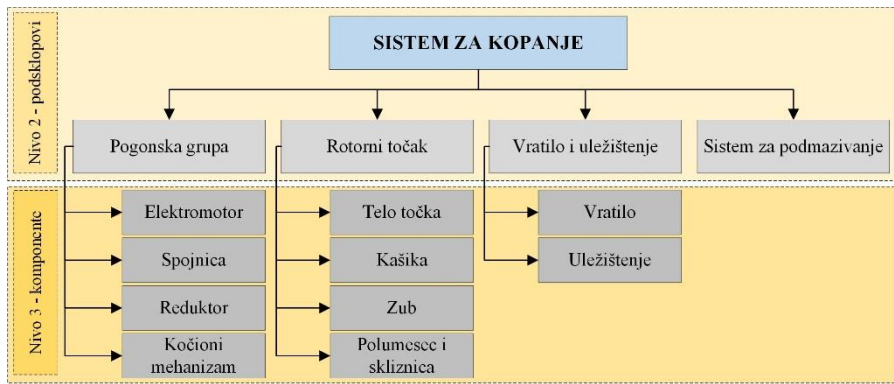 SISTEM ZA KOPANJE
Nivo 2 - podsklopovi
Pogonska grupa
Rotorni točak
Vratilo i uležištenje
Sistem za podmazivanje
Nivo 3 - komponente
Elektromotor
Telo točka
Vratilo
Spojnica
Kašika
Uležištenje
Reduktor
Zub
Kočioni
mehanizam
Polumesec i
skliznica